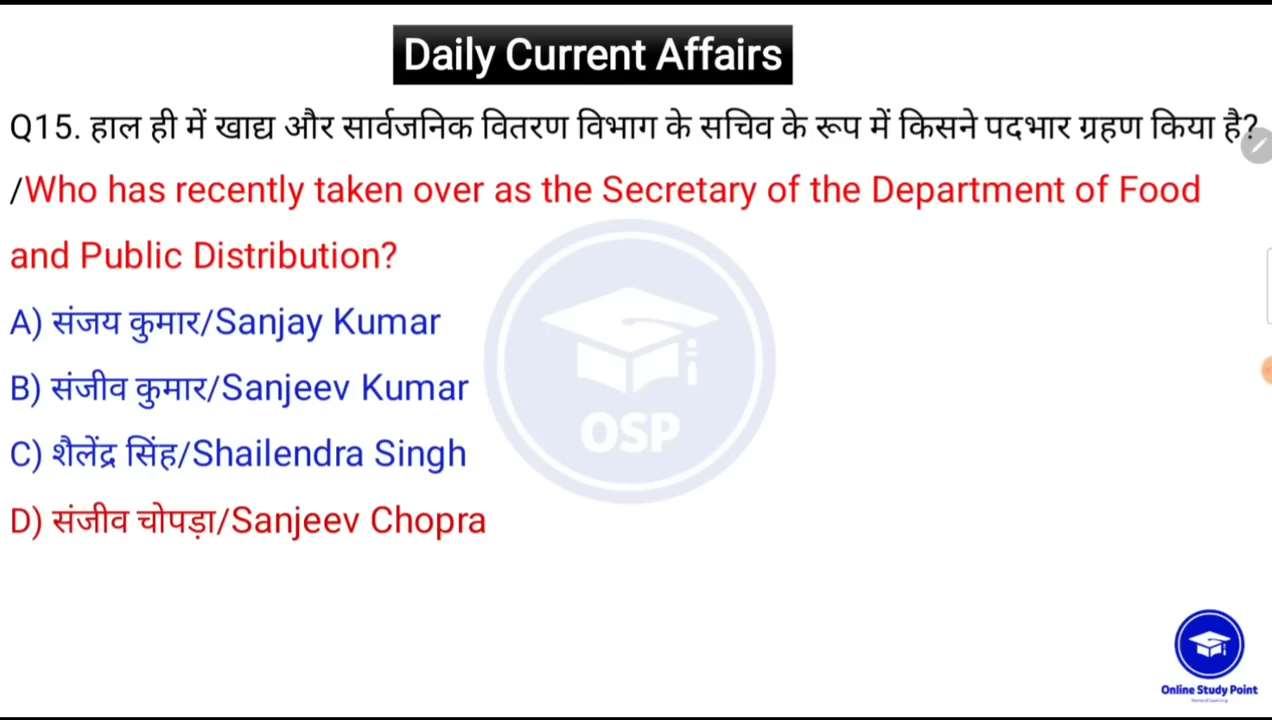 Daily Current Affairs
Q15. हाल ही में खाद्य और सार्वजनिक वितरण विभाग के सचिव के रूप में किसने पदभार ग्रहण किया है?
/Who has recently taken over as the Secretary of the Department of Food
and Public Distribution?
A) संजय कुमार/Sanjay Kumar
B) संजीव कुमार/Sanjeev Kumar
C) शैलेंद्र सिंह/Shailendra Singh
D) संजीव चोपड़ा/Sanjeev Chopra
OSP
Online Study Point